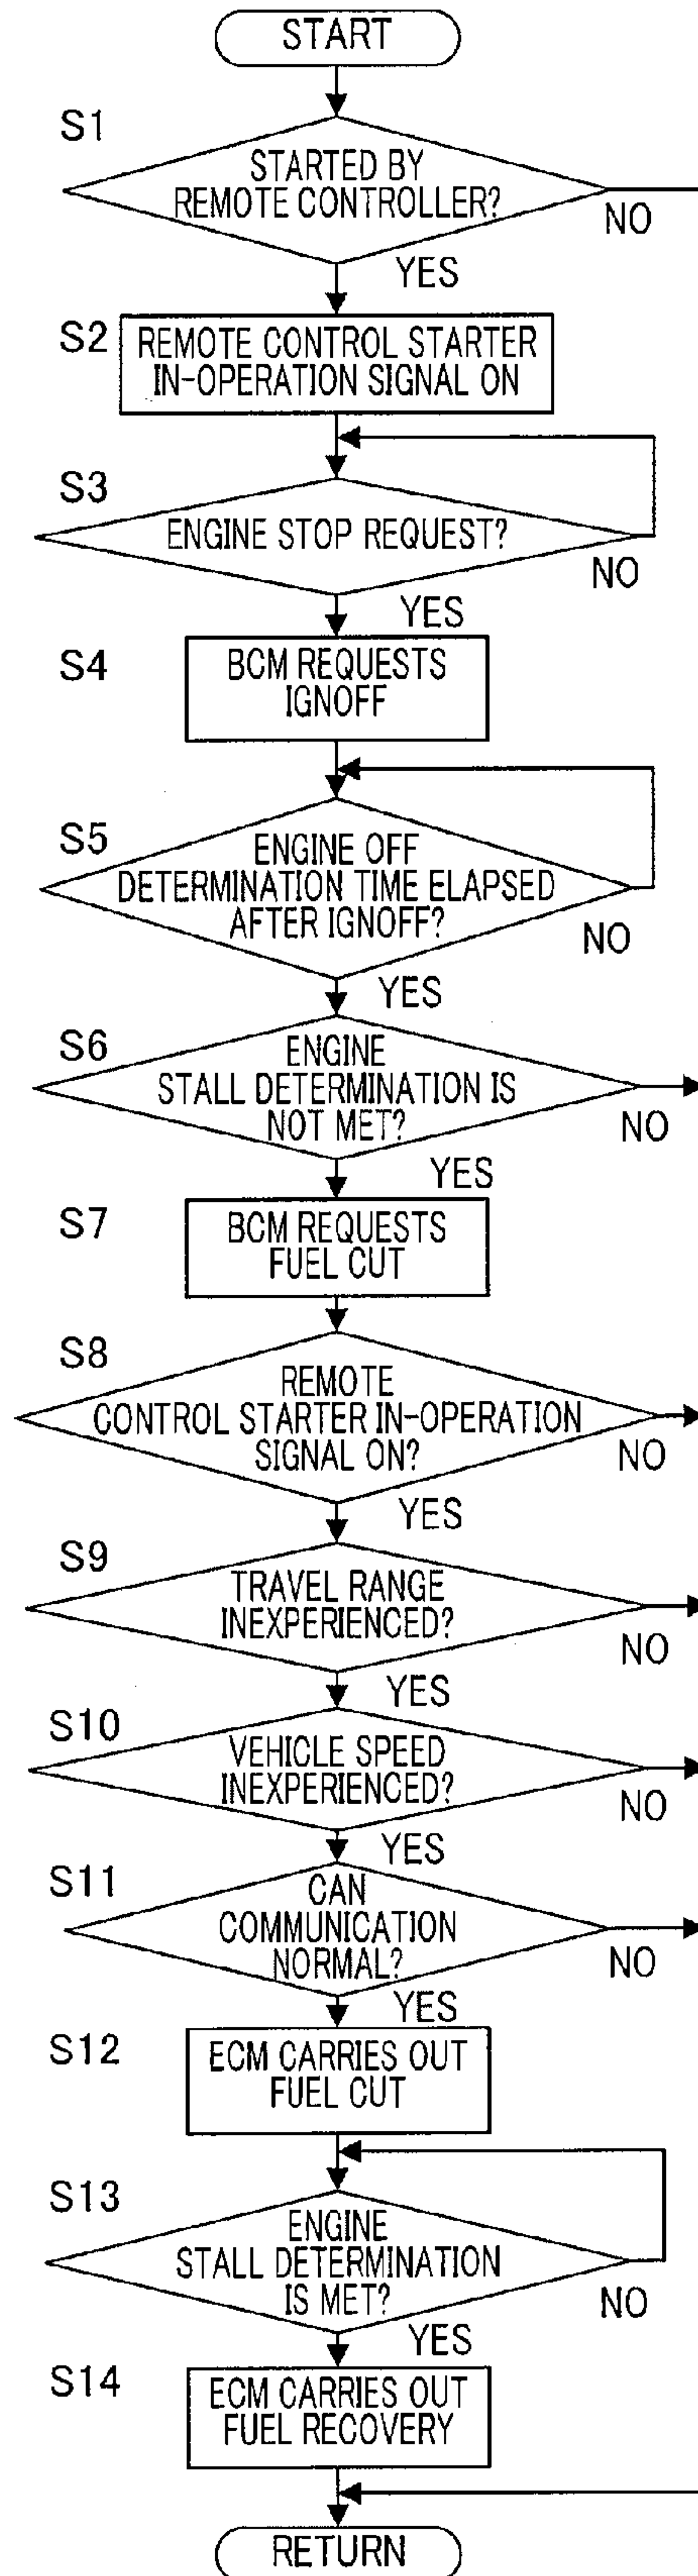 START
S1
STARTED BY
REMOTE CONTROLLER?
NO
YES
S2
REMOTE CONTROL STARTER
IN-OPERATION SIGNAL ON
S3
ENGINE STOP REQUEST?
NO
YES
S4
BCM REQUESTS
IGNOFF
S5
ENGINE OFF
DETERMINATION TIME ELAPSED
AFTER IGNOFF?
NO
YES
S6
ENGINE
STALL DETERMINATION IS
NOT MET?
NO
YES
S7
BCM REQUESTS
FUEL CUT
S8
REMOTE
CONTROL STARTER IN-OPERATION
SIGNAL ON?
NO
YES
S9
TRAVEL RANGE
INEXPERIENCED?
NO
YES
S10
VEHICLE SPEED
INEXPERIENCED?
NO
YES
S11
CAN
COMMUNICATION
NORMAL?
NO
YES
S12
ECM CARRIES OUT
FUEL CUT
S13
ENGINE
STALL DETERMINATION
IS MET?
NO
YES
S14
ECM CARRIES OUT
FUEL RECOVERY
RETURN